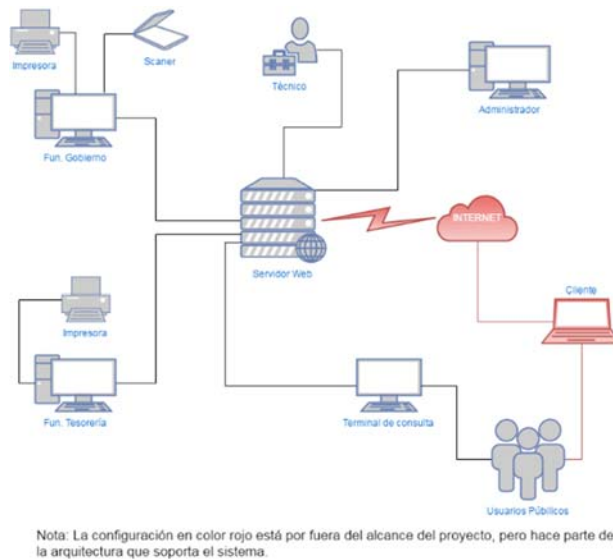 Impresora
Scaner
Técnico
Administrador
Fun. Gobierno
INTERNET
Servidor Web
Cliente
Impresora
Fun. Tesorería
Terminal de consulta
Usuarios Públicos
Nota: La configuración en color rojo está por fuera del alcance del proyecto, pero hace parte de
la arquitectura que soporta el sistema.